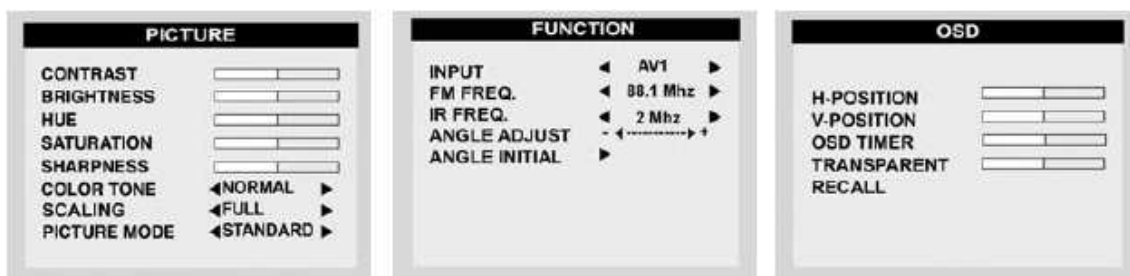 PICTURE
CONTRAST
BRIGHTNESS
HUE
SATURATION
SHARPNESS
COLOR TONE NORMAL
SCALING FULL
PICTURE MODE STANDARD
FUNCTION
INPUT AV1
FM FREQ. 88.1 Mhz
IR FREQ. 2 Mhz
ANGLE ADJUST - +
ANGLE INITIAL
OSD
H-POSITION
V-POSITION
OSD TIMER
TRANSPARENT
RECALL